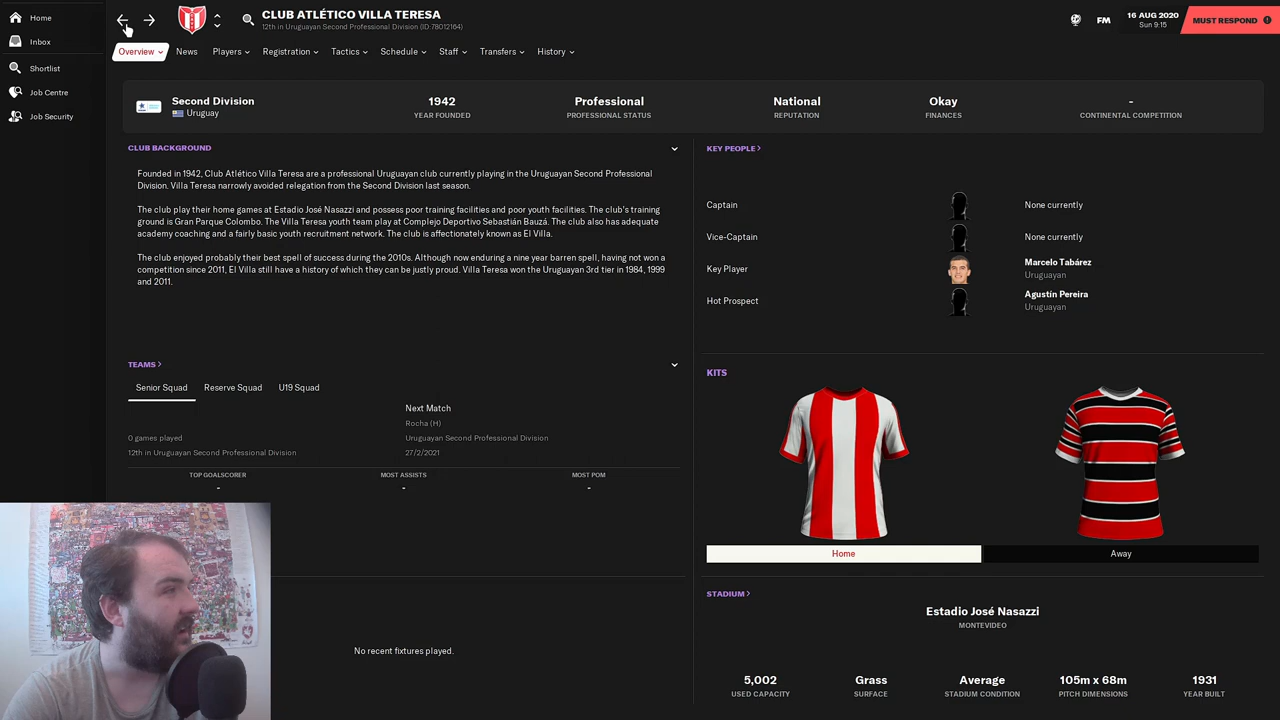 Home
Inbox
Shortlist
Job Centre
Job Security
CLUB ATLÉTICO VILLA TERESA
12th in Uruguayan Second Professional Division (ID:78012164)
FM
16 AUG 2020
Sun 9:15
MUST RESPOND
Overview
News
Players
Registration
Tactics
Schedule
Staff
Transfers
History
Second Division
Uruguay
1942
YEAR FOUNDED
Professional
PROFESSIONAL STATUS
National
REPUTATION
Okay
FINANCES
-
CONTINENTAL COMPETITION
CLUB BACKGROUND
Founded in 1942, Club Atlético Villa Teresa are a professional Uruguayan club currently playing in the Uruguayan Second Professional
Division. Villa Teresa narrowly avoided relegation from the Second Division last season.
The club play their home games at Estadio José Nasazzi and possess poor training facilities and poor youth facilities. The club's training
ground is Gran Parque Colombo. The Villa Teresa youth team play at Complejo Deportivo Sebastián Bauzá. The club also has adequate
academy coaching and a fairly basic youth recruitment network. The club is affectionately known as El Villa.
The club enjoyed probably their best spell of success during the 2010s. Although now enduring a nine year barren spell, having not won a
competition since 2011, El Villa still have a history of which they can be justly proud. Villa Teresa won the Uruguayan 3rd tier in 1984, 1999
and 2011.
KEY PEOPLE >
Captain
None currently
Vice-Captain
None currently
Key Player
Marcelo Tabárez
Uruguayan
Hot Prospect
Agustín Pereira
Uruguayan
TEAMS >
Senior Squad
Reserve Squad
U19 Squad
Next Match
Rocha (H)
0 games played
Uruguayan Second Professional Division
12th in Uruguayan Second Professional Division
27/2/2021
TOP GOALSCORER
MOST ASSISTS
MOST POM
-
-
-
No recent fixtures played.
KITS
Home
Away
STADIUM >
Estadio José Nasazzi
MONTEVIDEO
5,002
USED CAPACITY
Grass
SURFACE
Average
STADIUM CONDITION
105m x 68m
PITCH DIMENSIONS
1931
YEAR BUILT